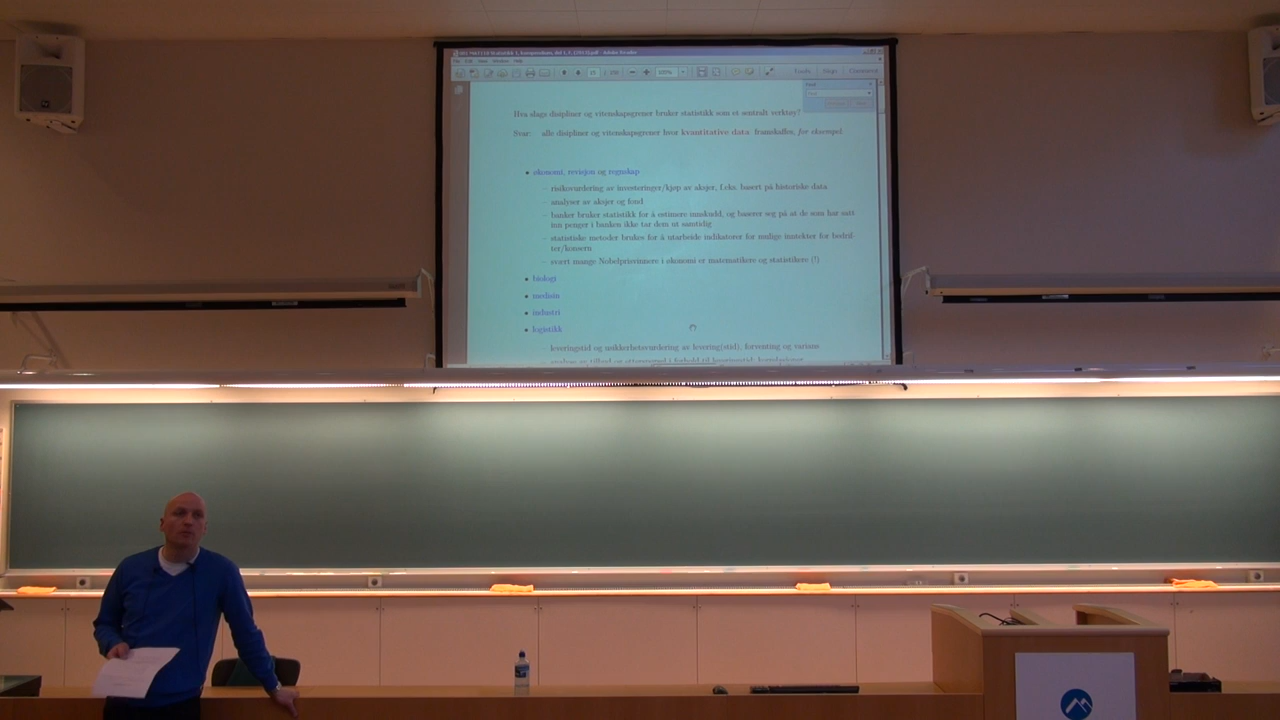 Hva slags disipliner og vitenskapsgrener bruker statistikk som et sentralt verktøy?
Svar: alle disipliner og vitenskapsgrener hvor kvantitative data framskaffes, for eksempel
• økonomi, revisjon og regnskap
– risikovurdering av investeringer/kjøp av aksjer, f.eks. basert på historiske data
– analyser av aksjer og fond
– banker bruker statistikk for å estimere innskudd, og baserer seg på at de som har satt
inn penger i banken ikke tar dem ut samtidig
– statistiske metoder brukes for å utarbeide indikatorer for mulige inntekter for bedrif-
ter/konsern
– svært mange Nobelprisvinnere i økonomi er matematikere og statistikere (!)
• biologi
• medisin
• industri
• logistikk
– leveringstid og usikkerhetsvurdering av levering(stid), forventing og varians